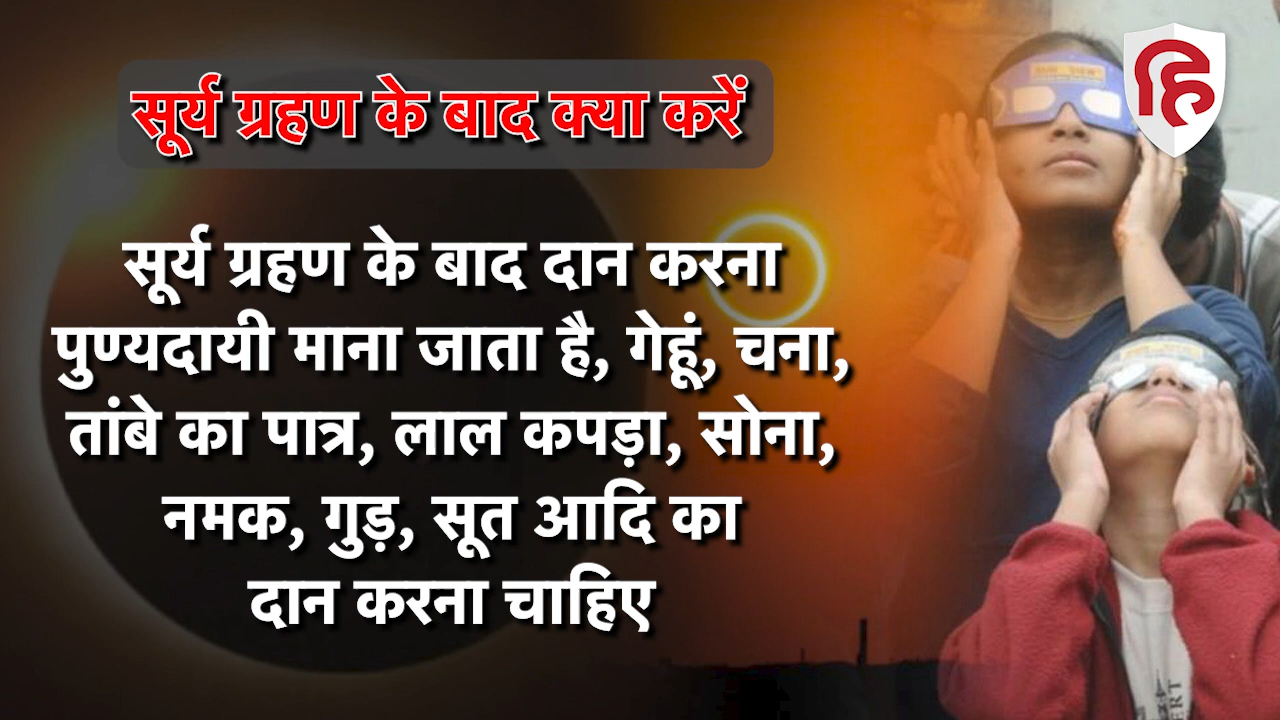 सूर्य ग्रहण के बाद क्या करें
सूर्य ग्रहण के बाद दान करना
पुण्यदायी माना जाता है, गेहूं, चना,
तांबे का पात्र, लाल कपड़ा, सोना,
नमक, गुड़, सूत आदि का
दान करना चाहिए
हि